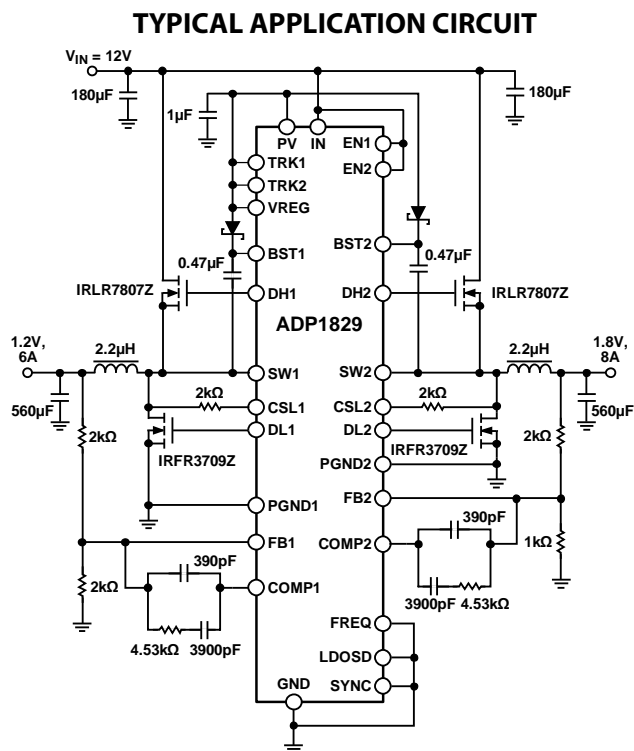 TYPICAL APPLICATION CIRCUIT
VIN = 12V
180µF
1µF
180µF
PV
IN
EN1
EN2
TRK1
TRK2
VREG
BST1
BST2
0.47µF
0.47µF
IRLR7807Z
DH1
DH2
IRLR7807Z
ADP1829
1.2V,
6A
2.2µH
SW1
SW2
2.2µH
1.8V,
8A
560µF
2kΩ
CSL1
CSL2
2kΩ
560µF
2kΩ
DL1
DL2
2kΩ
IRFR3709Z
IRFR3709Z
PGND2
PGND1
FB2
FB1
390pF
390pF
COMP2
1kΩ
2kΩ
COMP1
3900pF
4.53kΩ
4.53kΩ
3900pF
FREQ
LDOSD
GND
SYNC